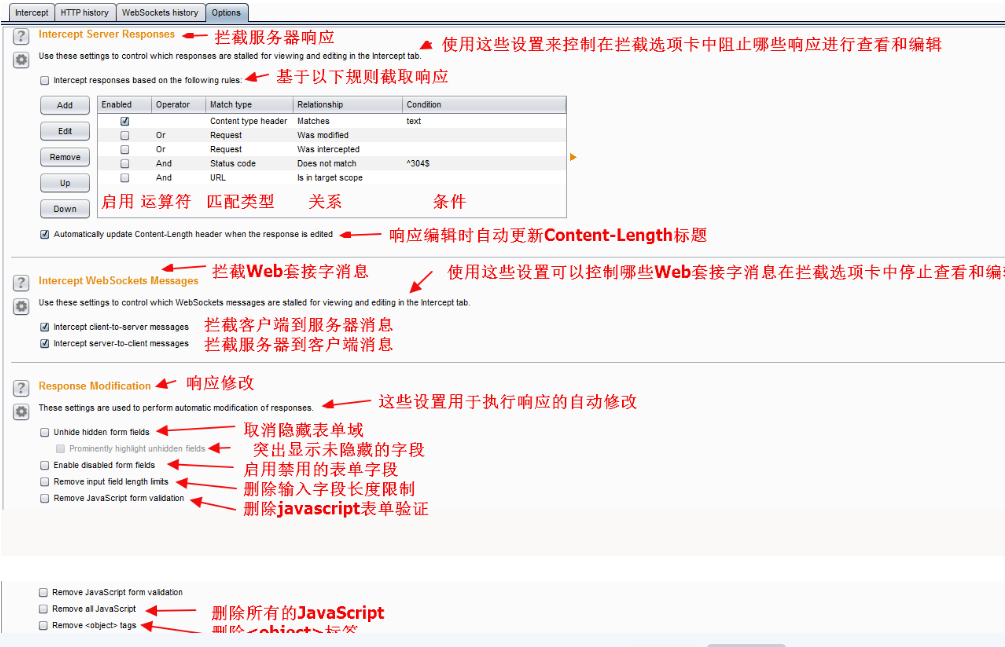 Intercept HTTP history WebSockets history Options
Intercept Server Responses 拦截服务器响应
使用这些设置来控制在拦截选项卡中阻止哪些响应进行查看和编辑
Use these settings to control which responses are stalled for viewing and editing in the Intercept tab.
Intercept responses based on the following rules: 基于以下规则截取响应
Add Enabled Operator Match type Relationship Condition
Content type header Matches text
Edit Or Request Was modified
Or Request Was intercepted
Remove And Status code Does not match ^304$
And URL Is in target scope
Up
Down 启用 运算符 匹配类型 关系 条件
Automatically update Content-Length header when the response is edited 响应编辑时自动更新Content-Length标题
拦截Web套接字消息 使用这些设置可以控制哪些Web套接字消息在拦截选项卡中停止查看和编
Intercept WebSockets Messages
Use these settings to control which WebSockets messages are stalled for viewing and editing in the Intercept tab.
Intercept client-to-server messages 拦截客户端到服务器消息
Intercept server-to-client messages 拦截服务器到客户端消息
Response Modification 响应修改
These settings are used to perform automatic modification of responses. 这些设置用于执行响应的自动修改
Unhide hidden form fields 取消隐藏表单域
Prominently highlight unhidden fields 突出显示未隐藏的字段
Enable disabled form fields 启用禁用的表单字段
Remove input field length limits 删除输入字段长度限制
Remove JavaScript form validation 删除javascript表单验证
Remove JavaScript form validation
Remove all JavaScript 删除所有的JavaScript
Remove <object> tags 删除<object>标签